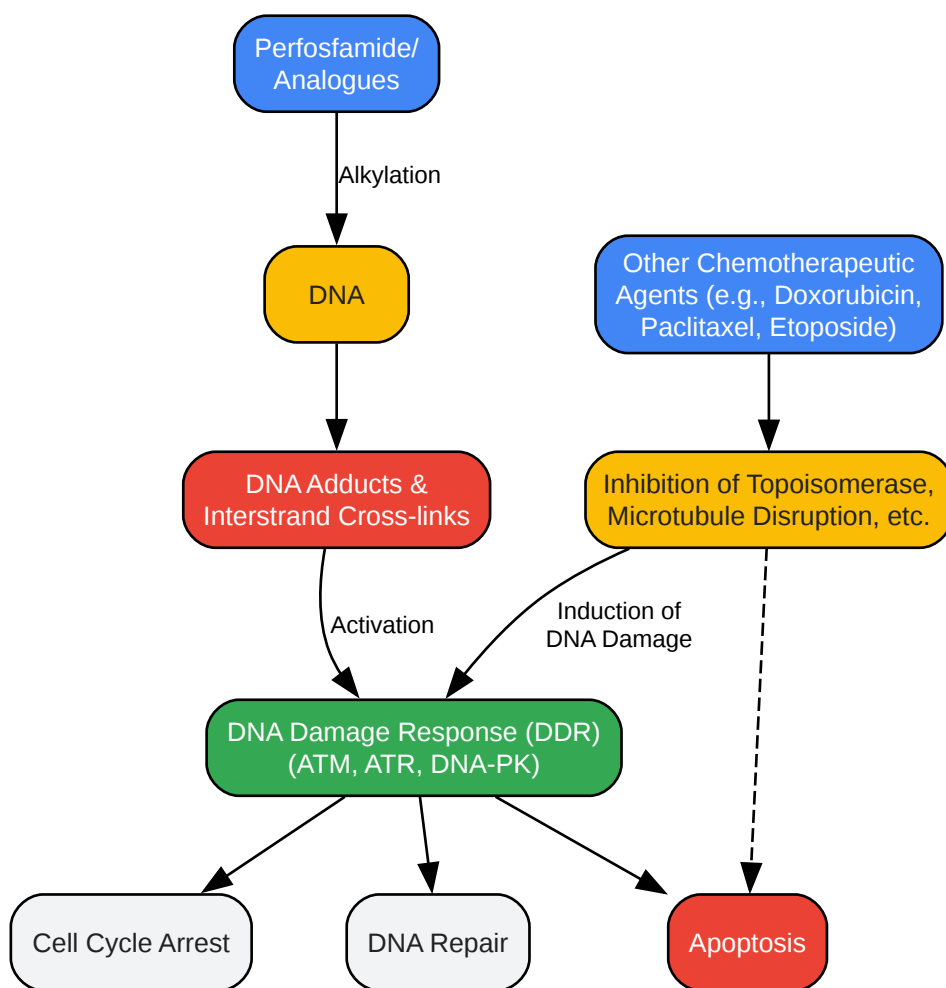 Perfosfamide/
Analogues
Alkylation
DNA
Other Chemotherapeutic
Agents (e.g., Doxorubicin,
Paclitaxel, Etoposide)
DNA Adducts &
Interstrand Cross-links
Inhibition of Topoisomerase,
Microtubule Disruption, etc.
Activation
Induction of
DNA Damage
DNA Damage Response (DDR)
(ATM, ATR, DNA-PK)
Cell Cycle Arrest
DNA Repair
Apoptosis